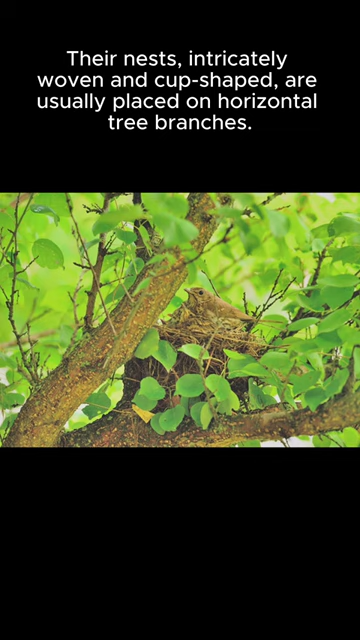 Their nests, intricately
woven and cup-shaped, are
usually placed on horizontal
tree branches.